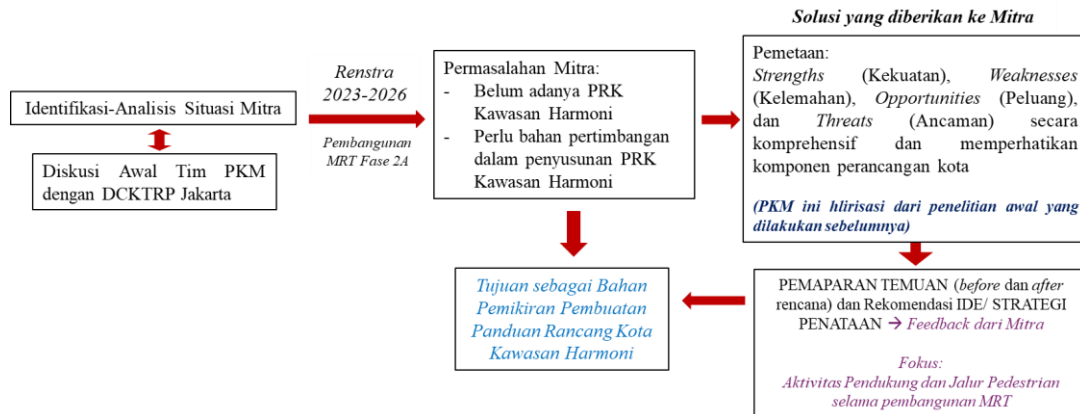 Identifikasi-Analisis Situasi Mitra
Diskusi Awal Tim PKM
dengan DCKTRP Jakarta
Renstra
2023-2026
Pembangunan
MRT Fase 2A
Permasalahan Mitra:
- Belum adanya PRK
Kawasan Harmoni
- Perlu bahan pertimbangan
dalam penyusunan PRK
Kawasan Harmoni
Solusi yang diberikan ke Mitra
Pemetaan:
Strengths (Kekuatan), Weaknesses
(Kelemahan), Opportunities (Peluang),
dan Threats (Ancaman) secara
komprehensif dan memperhatikan
komponen perancangan kota
(PKM ini hlirisasi dari penelitian awal yang
dilakukan sebelumnya)
PEMAPARAN TEMUAN (before dan after
rencana) dan Rekomendasi IDE/ STRATEGI
PENATAAN → Feedback dari Mitra
Fokus:
Aktivitas Pendukung dan Jalur Pedestrian
selama pembangunan MRT
Tujuan sebagai Bahan
Pemikiran Pembuatan
Panduan Rancang Kota
Kawasan Harmoni